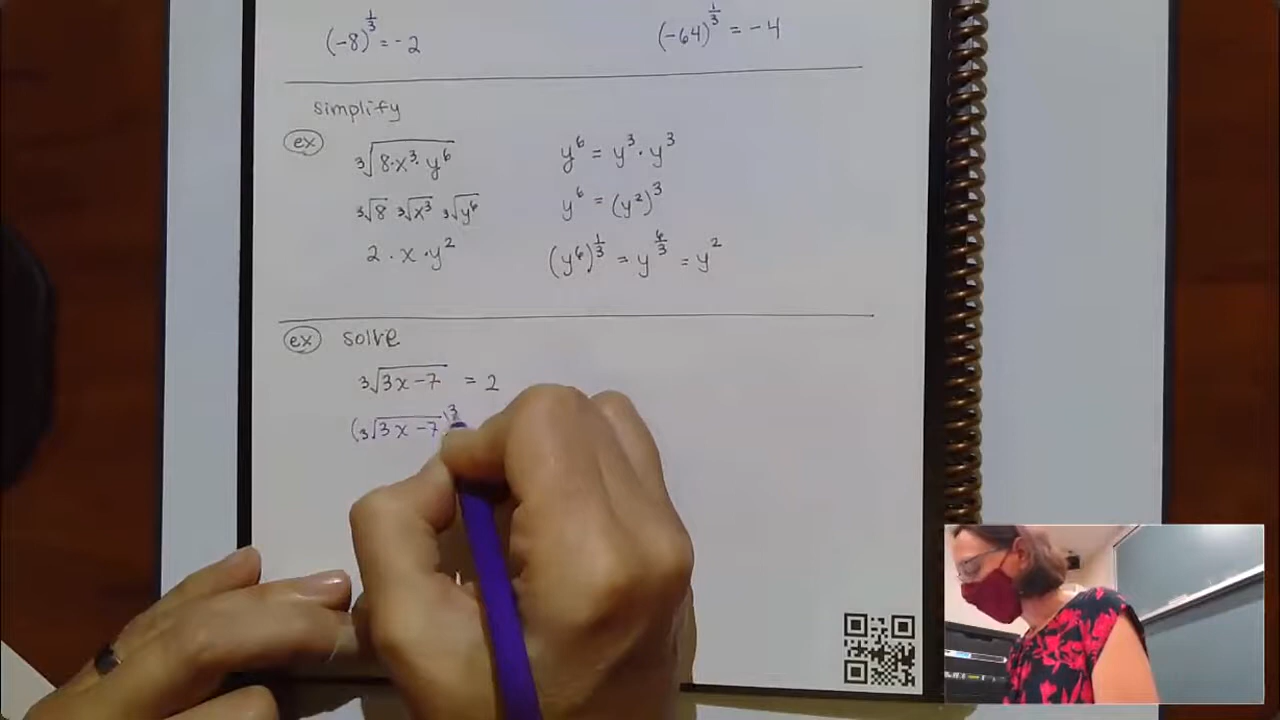 (-8)^{1/3} = -2
(-64)^{1/3} = -4
simplify
ex
∛(8·x³·y⁶)
y⁶ = y³·y³
∛8 ∛x³ ∛y⁶
y⁶ = (y²)³
2·x·y²
(y⁶)^{1/3} = y^{6/3} = y²
ex solve
∛(3x-7) = 2
(∛(3x-7))³